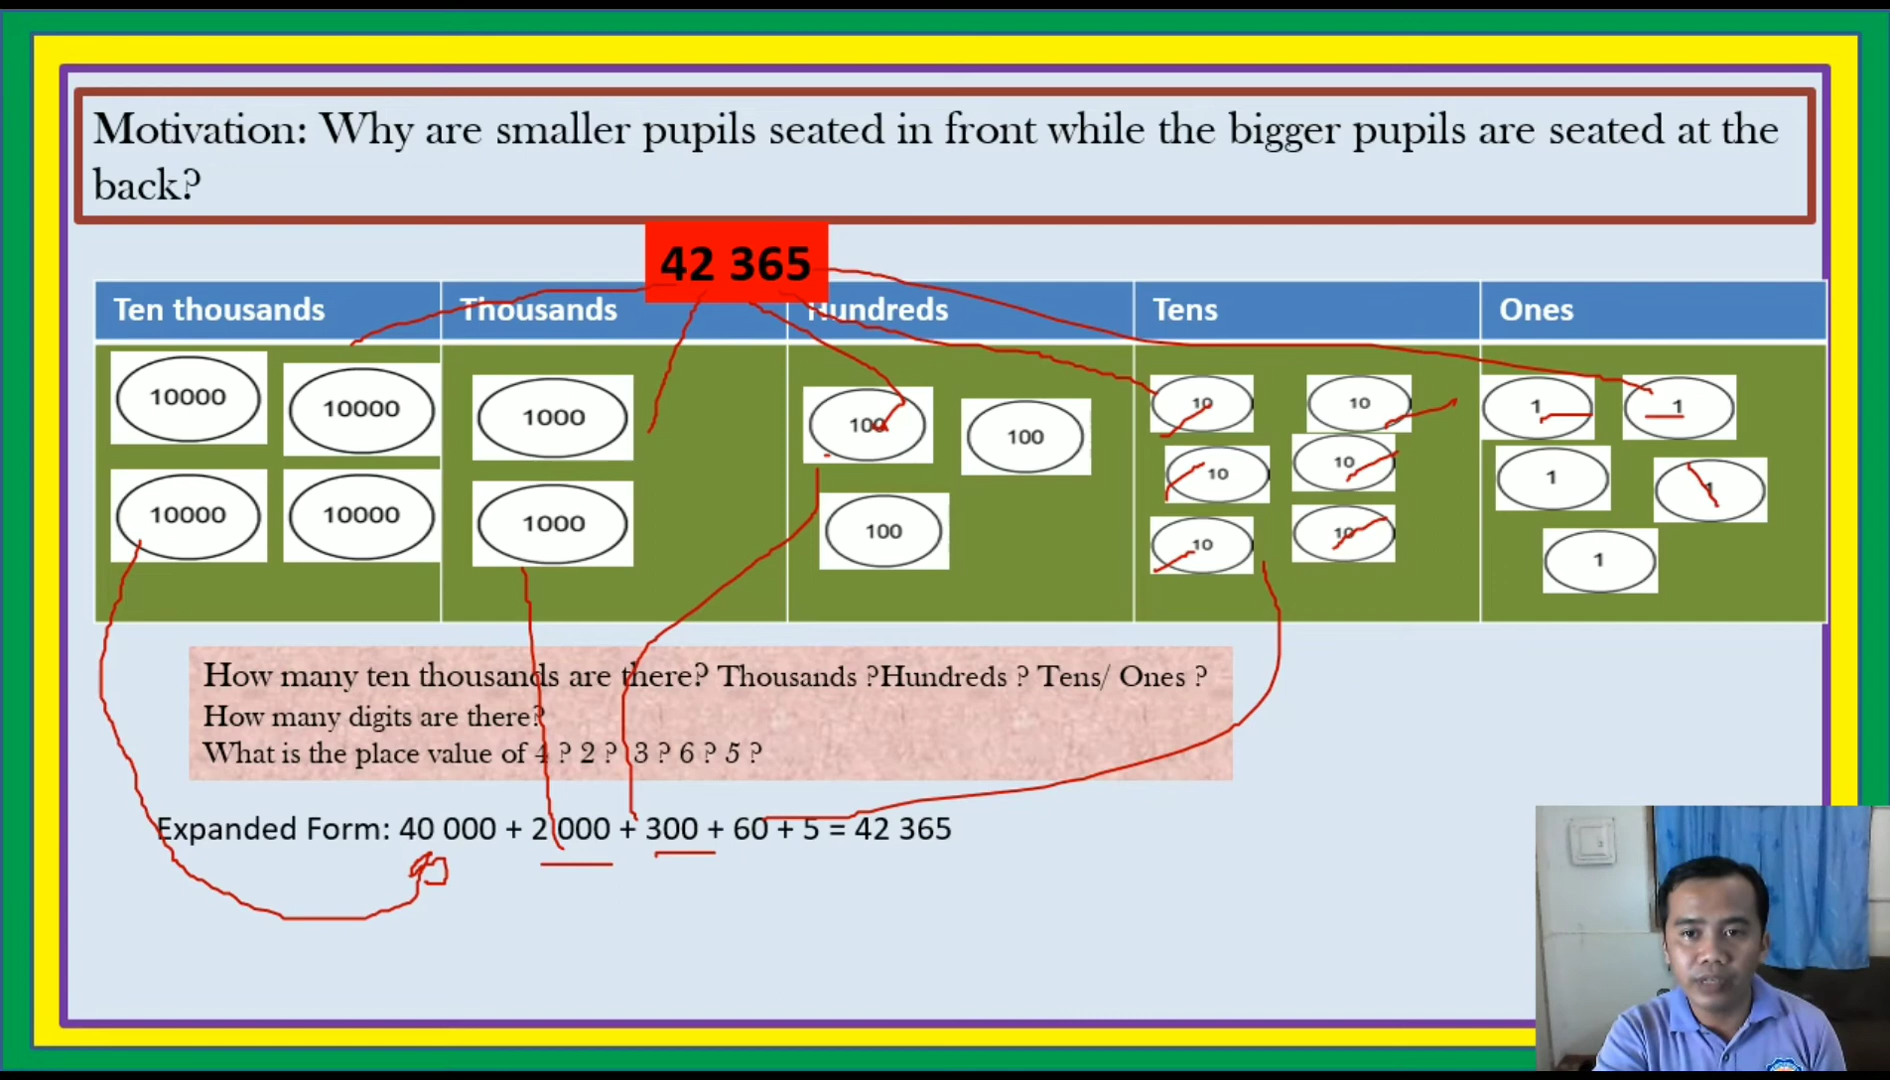 Motivation: Why are smaller pupils seated in front while the bigger pupils are seated at the
back?
42 365
Ten thousands Thousands Hundreds Tens Ones
10000 10000 1000 100 100 10 10 1 1
10000 10000 1000 100 10 10 1 1
10 10 1
How many ten thousands are there? Thousands ?Hundreds ? Tens/ Ones ?
How many digits are there?
What is the place value of 4 ? 2 ? 3 ? 6 ? 5 ?
Expanded Form: 40 000 + 2 000 + 300 + 60 + 5 = 42 365